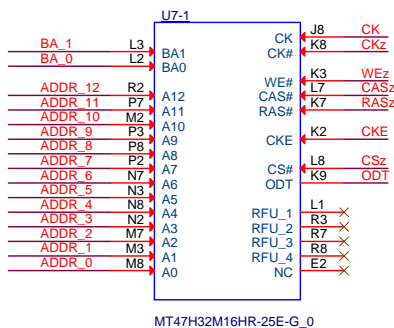 U7-1
BA_1 L3 BA1 CK J8 CK
BA_0 L2 BA0 CK# K8 CKz
WE# K3 WEz
ADDR_12 R2 A12 CAS# L7 CASz
ADDR_11 P7 A11 RAS# K7 RASz
ADDR_10 M2 A10
ADDR_9 P3 A9 CKE K2 CKE
ADDR_8 P8 A8
ADDR_7 P2 A7 CS# L8 CSz
ADDR_6 N7 A6 ODT K9 ODT
ADDR_5 N3 A5
ADDR_4 N8 A4 RFU_1 L1
ADDR_3 N2 A3 RFU_2 R3
ADDR_2 M7 A2 RFU_3 R7
ADDR_1 M3 A1 RFU_4 R8
ADDR_0 M8 A0 NC E2
MT47H32M16HR-25E-G_0